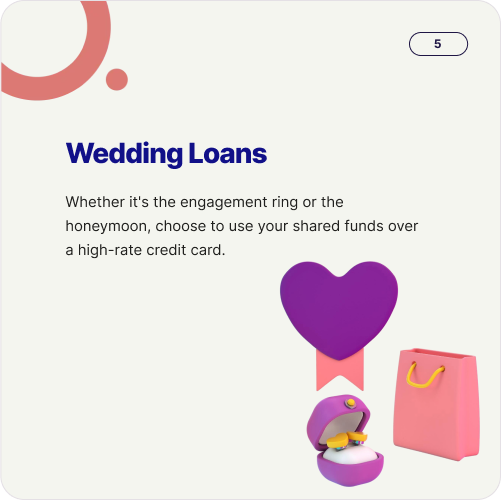 5
Wedding Loans
Whether it's the engagement ring or the
honeymoon, choose to use your shared funds over
a high-rate credit card.